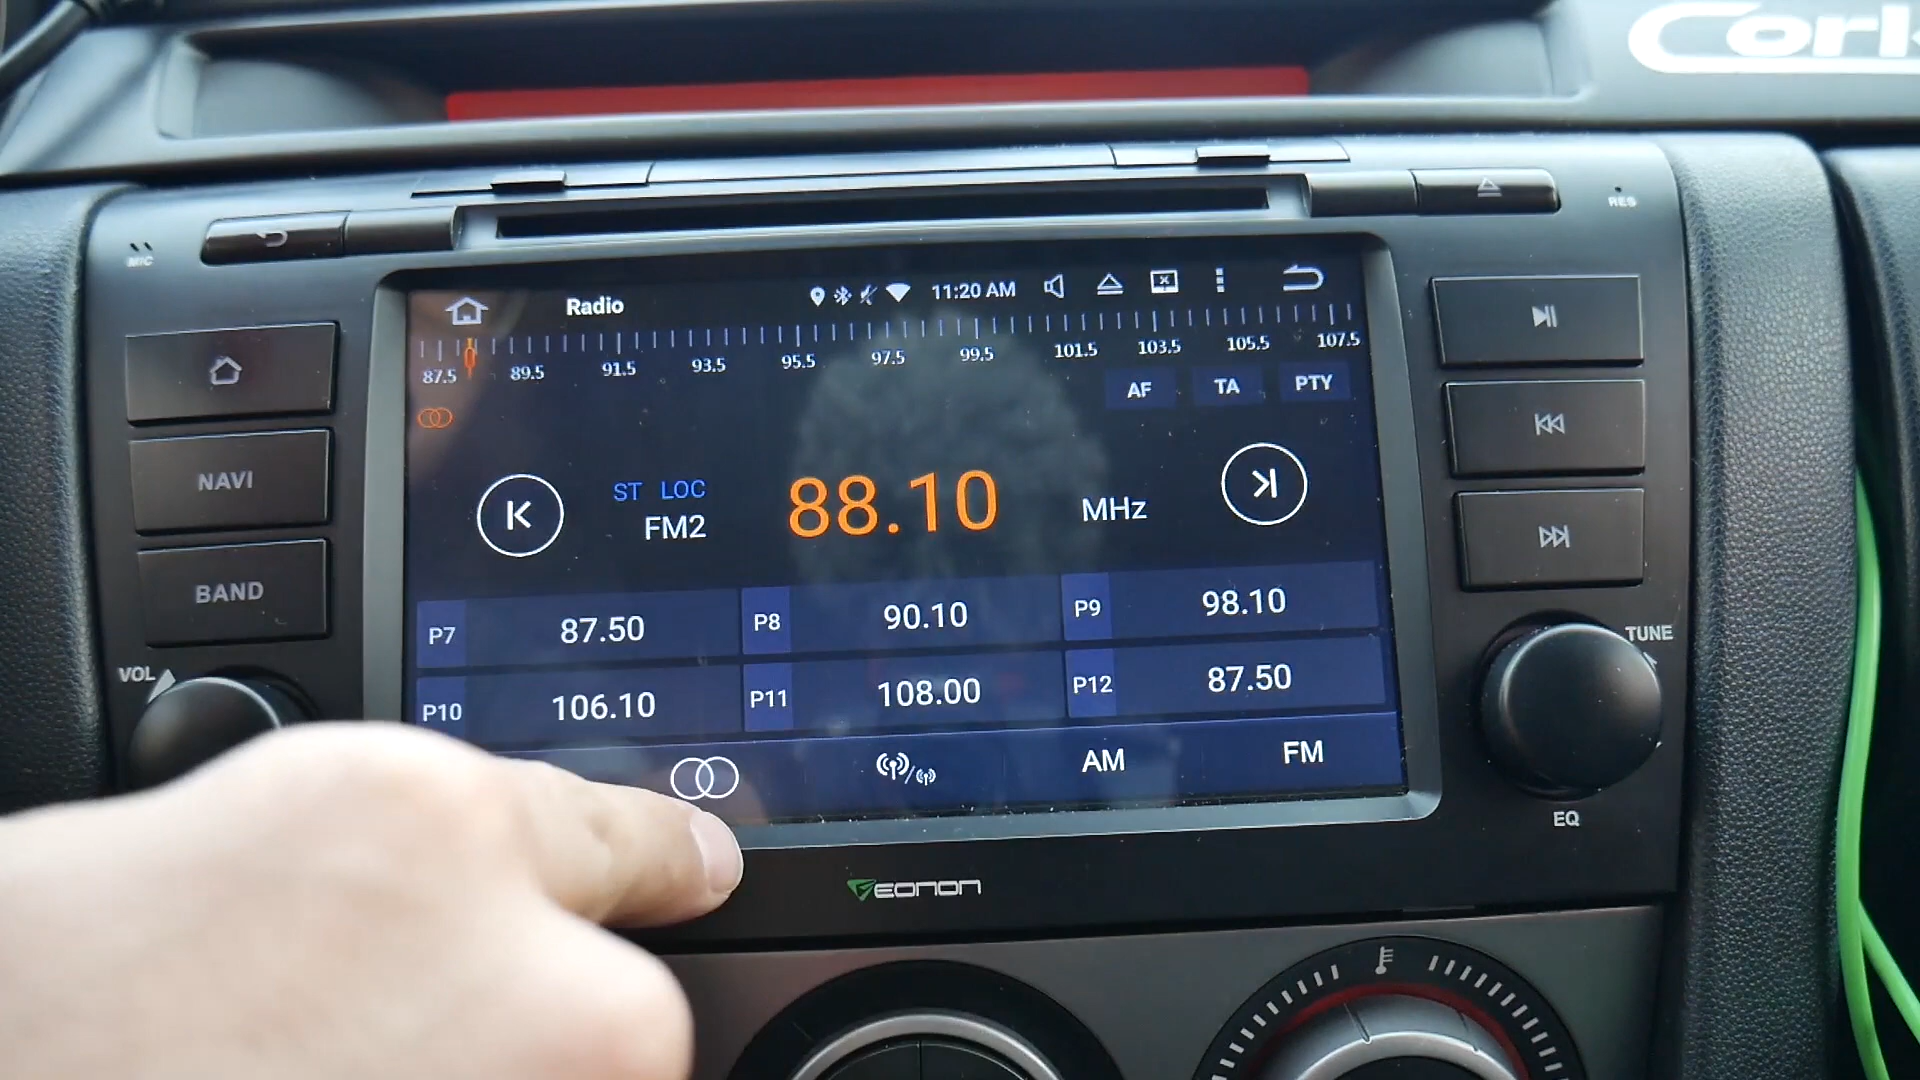 Cork
MIC
RES
Radio
11:20 AM
87.5 89.5 91.5 93.5 95.5 97.5 99.5 101.5 103.5 105.5 107.5
AF TA PTY
NAVI
ST LOC
FM2
88.10
MHz
BAND
P7 87.50
P8 90.10
P9 98.10
P10 106.10
P11 108.00
P12 87.50
VOL
TUNE
AM
FM
EQ
EONON